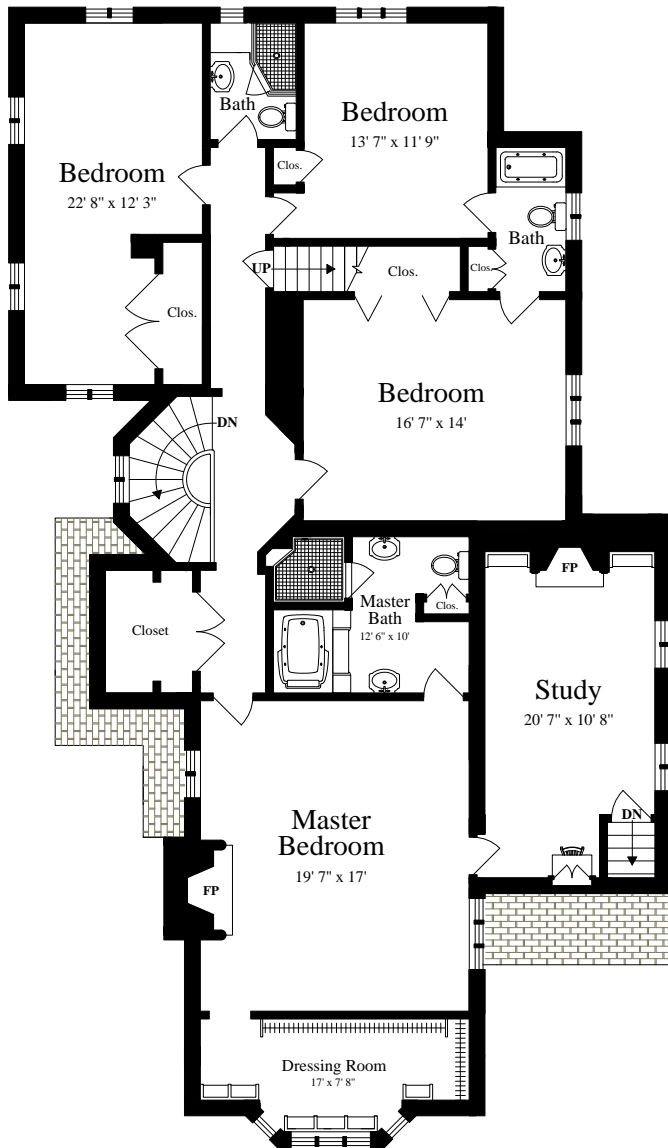 Bath
Bedroom
13' 7" x 11' 9"
Clos.
Bedroom
22' 8" x 12' 3"
Bath
UP
Clos.
Clos.
Clos.
Bedroom
16' 7" x 14'
DN
FP
Master
Bath
12' 6" x 10'
Clos.
Closet
Study
20' 7" x 10' 8"
DN
Master
Bedroom
19' 7" x 17'
FP
Dressing Room
17' x 7' 8"